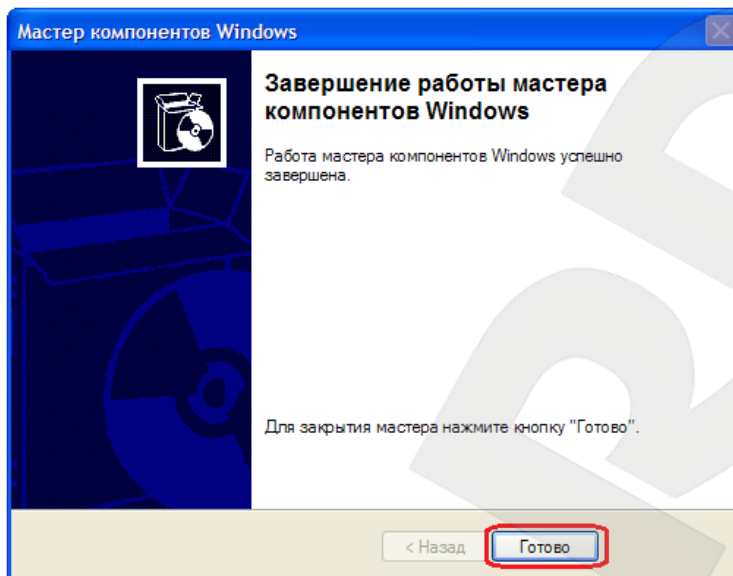 Мастер компонентов Windows
Завершение работы мастера
компонентов Windows
Работа мастера компонентов Windows успешно
завершена.
Для закрытия мастера нажмите кнопку "Готово".
< Назад
Готово